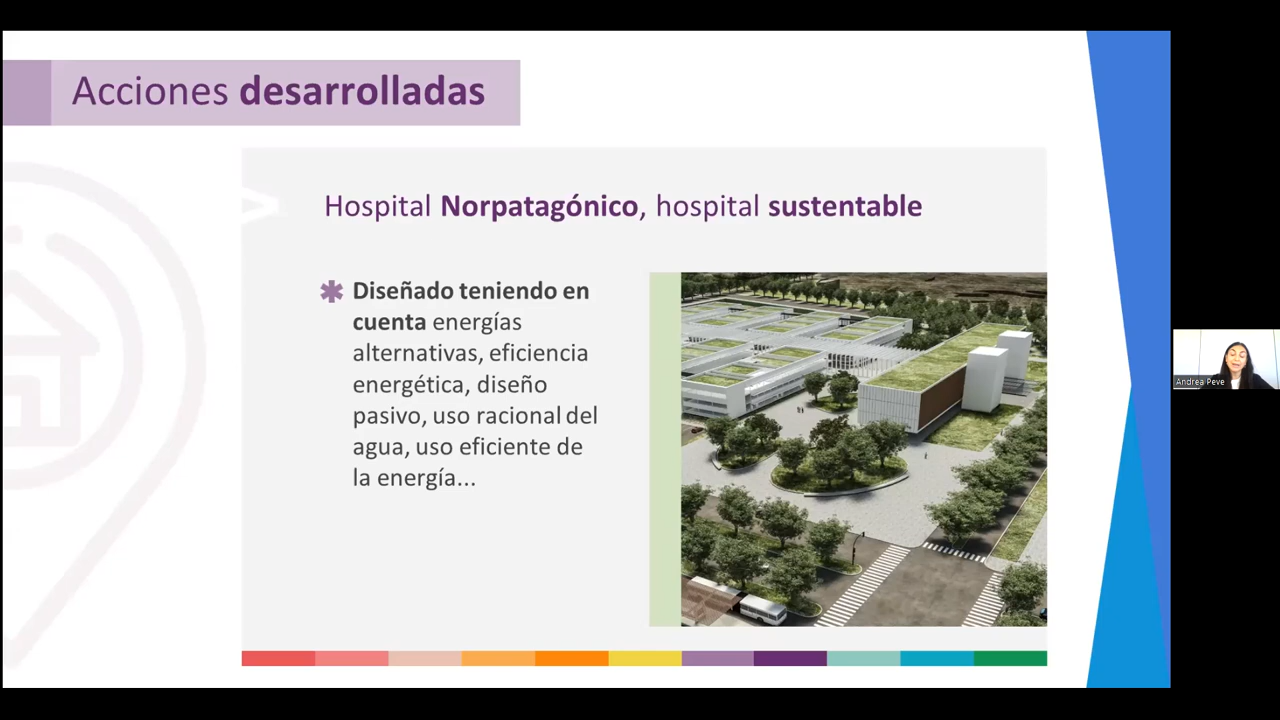 Acciones desarrolladas
Hospital Norpatagónico, hospital sustentable
Diseñado teniendo en
cuenta energías
alternativas, eficiencia
energética, diseño
pasivo, uso racional del
agua, uso eficiente de
la energía...
Andrea Peve